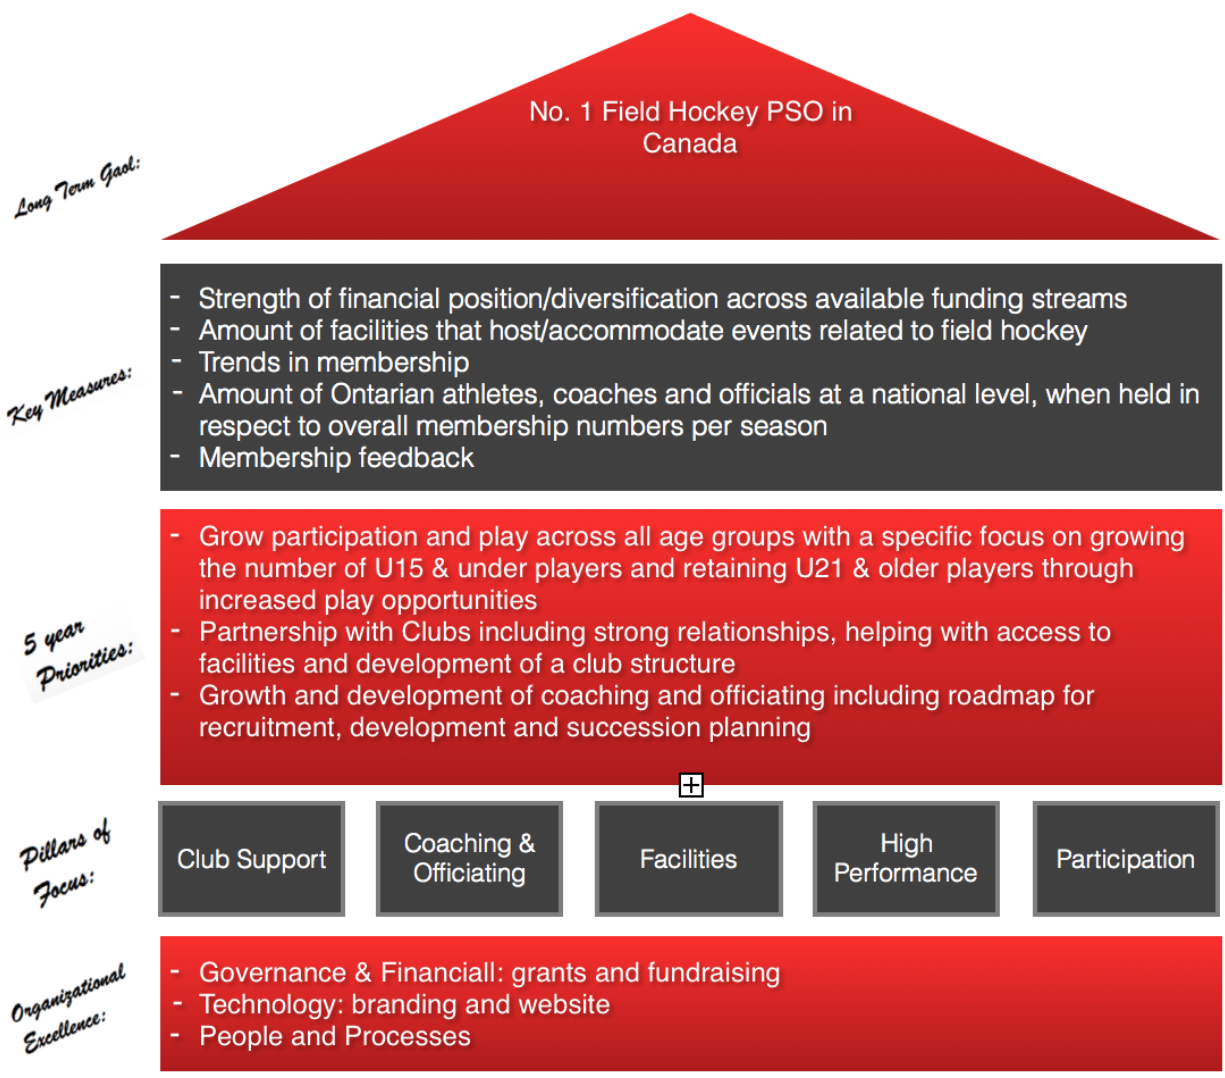 No. 1 Field Hockey PSO in
Canada
Long Term Gaol:
- Strength of financial position/diversification across available funding streams
- Amount of facilities that host/accommodate events related to field hockey
- Trends in membership
- Amount of Ontarian athletes, coaches and officials at a national level, when held in
respect to overall membership numbers per season
- Membership feedback
Key Measures:
- Grow participation and play across all age groups with a specific focus on growing
the number of U15 & under players and retaining U21 & older players through
increased play opportunities
- Partnership with Clubs including strong relationships, helping with access to
facilities and development of a club structure
- Growth and development of coaching and officiating including roadmap for
recruitment, development and succession planning
5 year
Priorities:
Pillars of
Focus:
Club Support
Coaching &
Officiating
Facilities
High
Performance
Participation
Organizational
Excellence:
- Governance & Financiall: grants and fundraising
- Technology: branding and website
- People and Processes